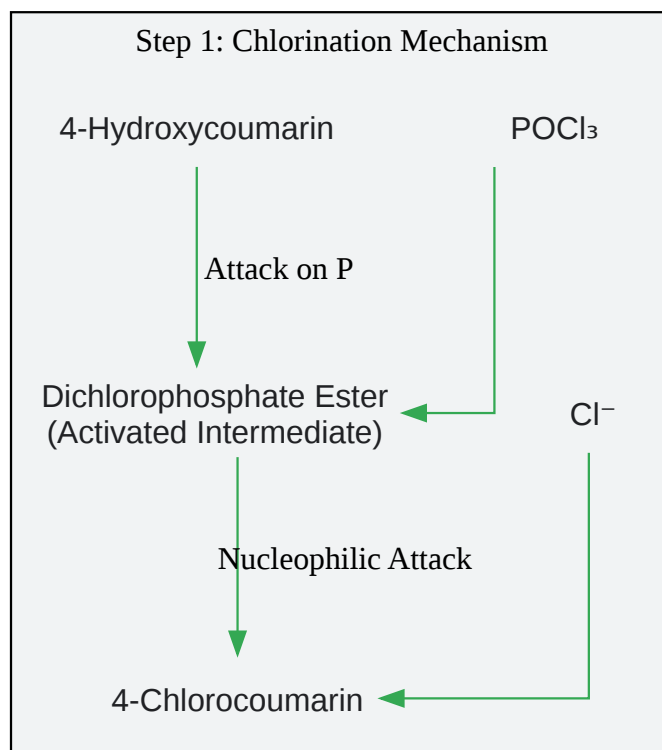 Step 1: Chlorination Mechanism
4-Hydroxycoumarin
POCl₃
Attack on P
Dichlorophosphate Ester
(Activated Intermediate)
Cl⁻
Nucleophilic Attack
4-Chlorocoumarin